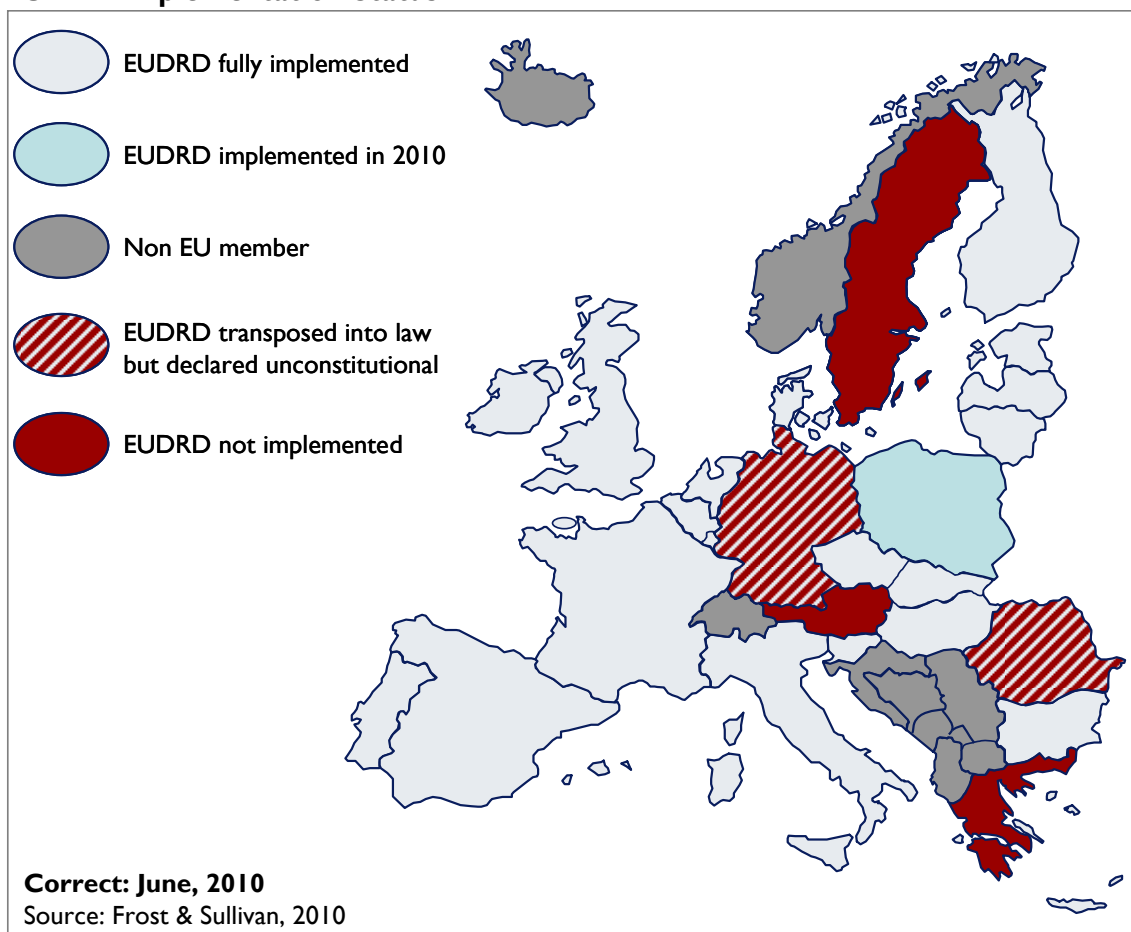 EUDRD fully implemented
EUDRD implemented in 2010
Non EU member
EUDRD transposed into law
but declared unconstitutional
EUDRD not implemented
Correct: June, 2010
Source: Frost & Sullivan, 2010